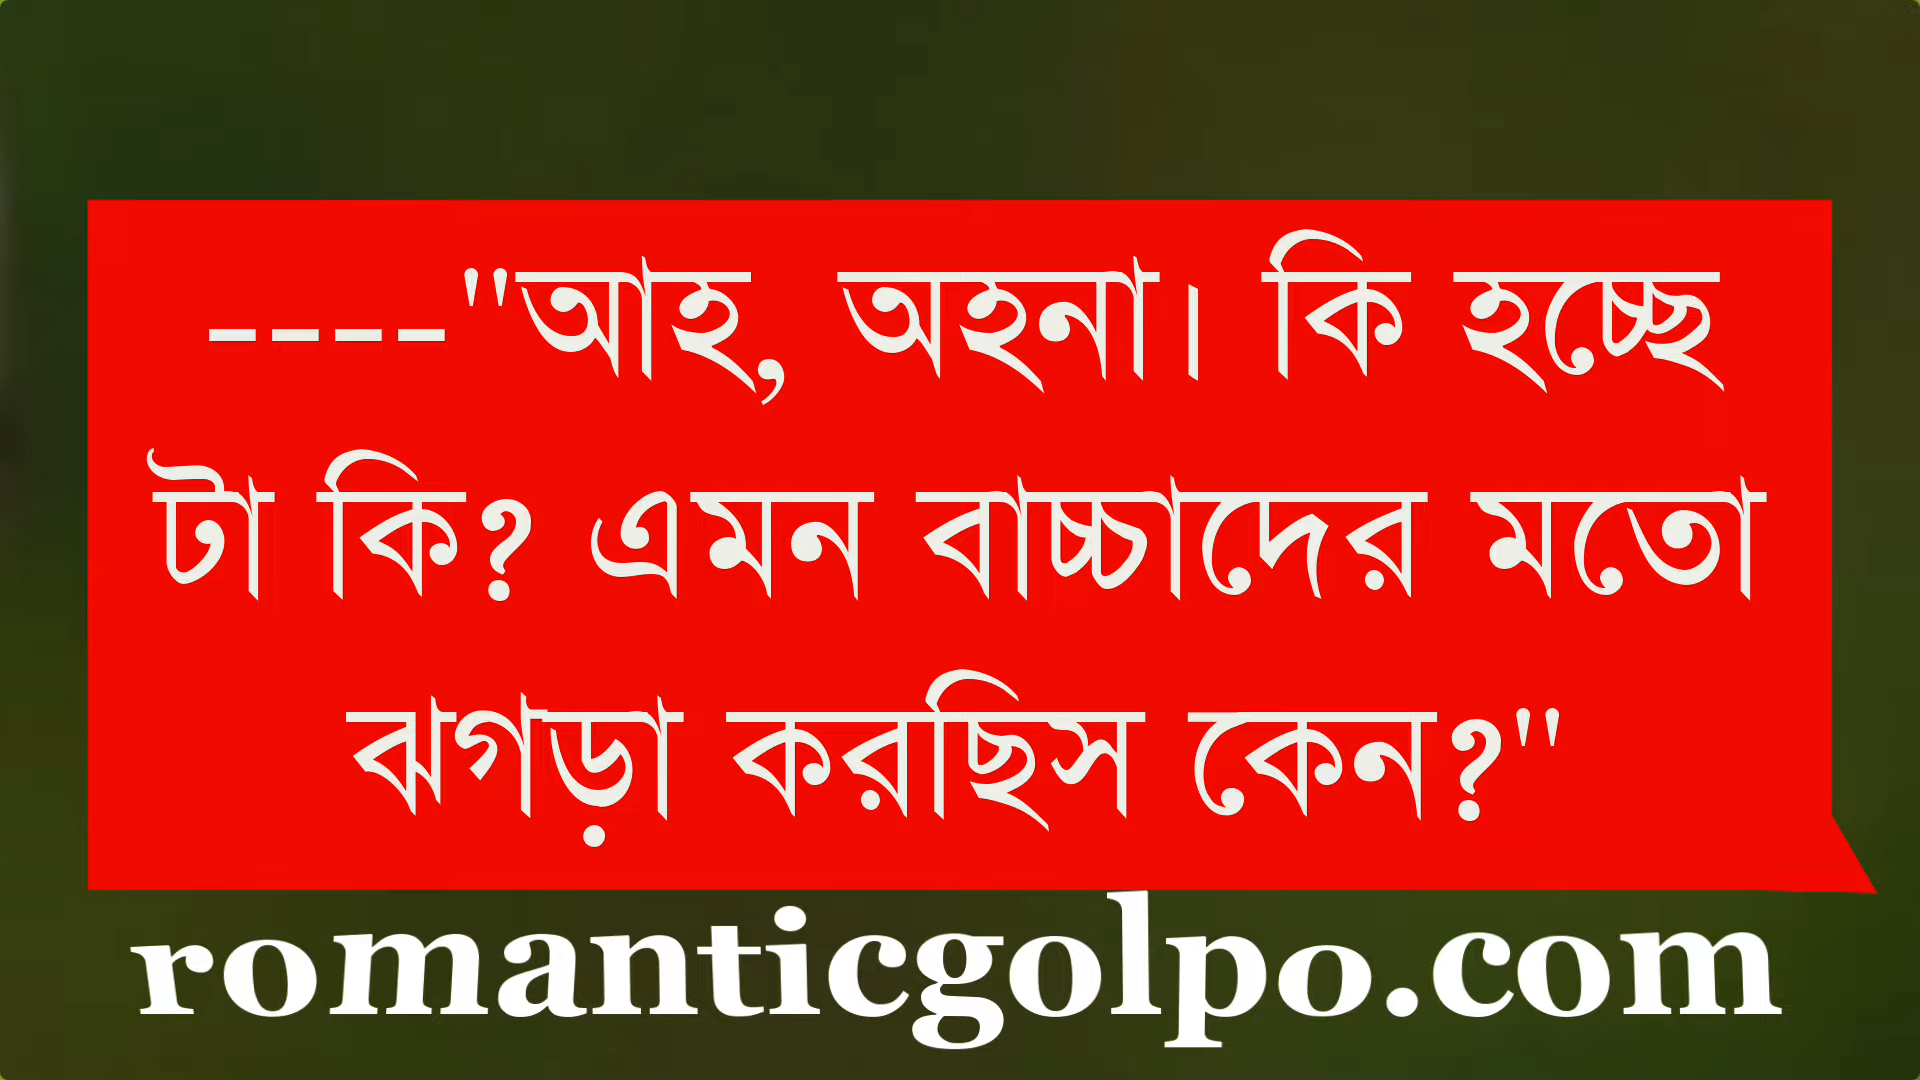 ----"আহ, অহনা। কি হচ্ছে
টা কি? এমন বাচ্চাদের মতো
ঝগড়া করছিস কেন?"
romanticgolpo.com